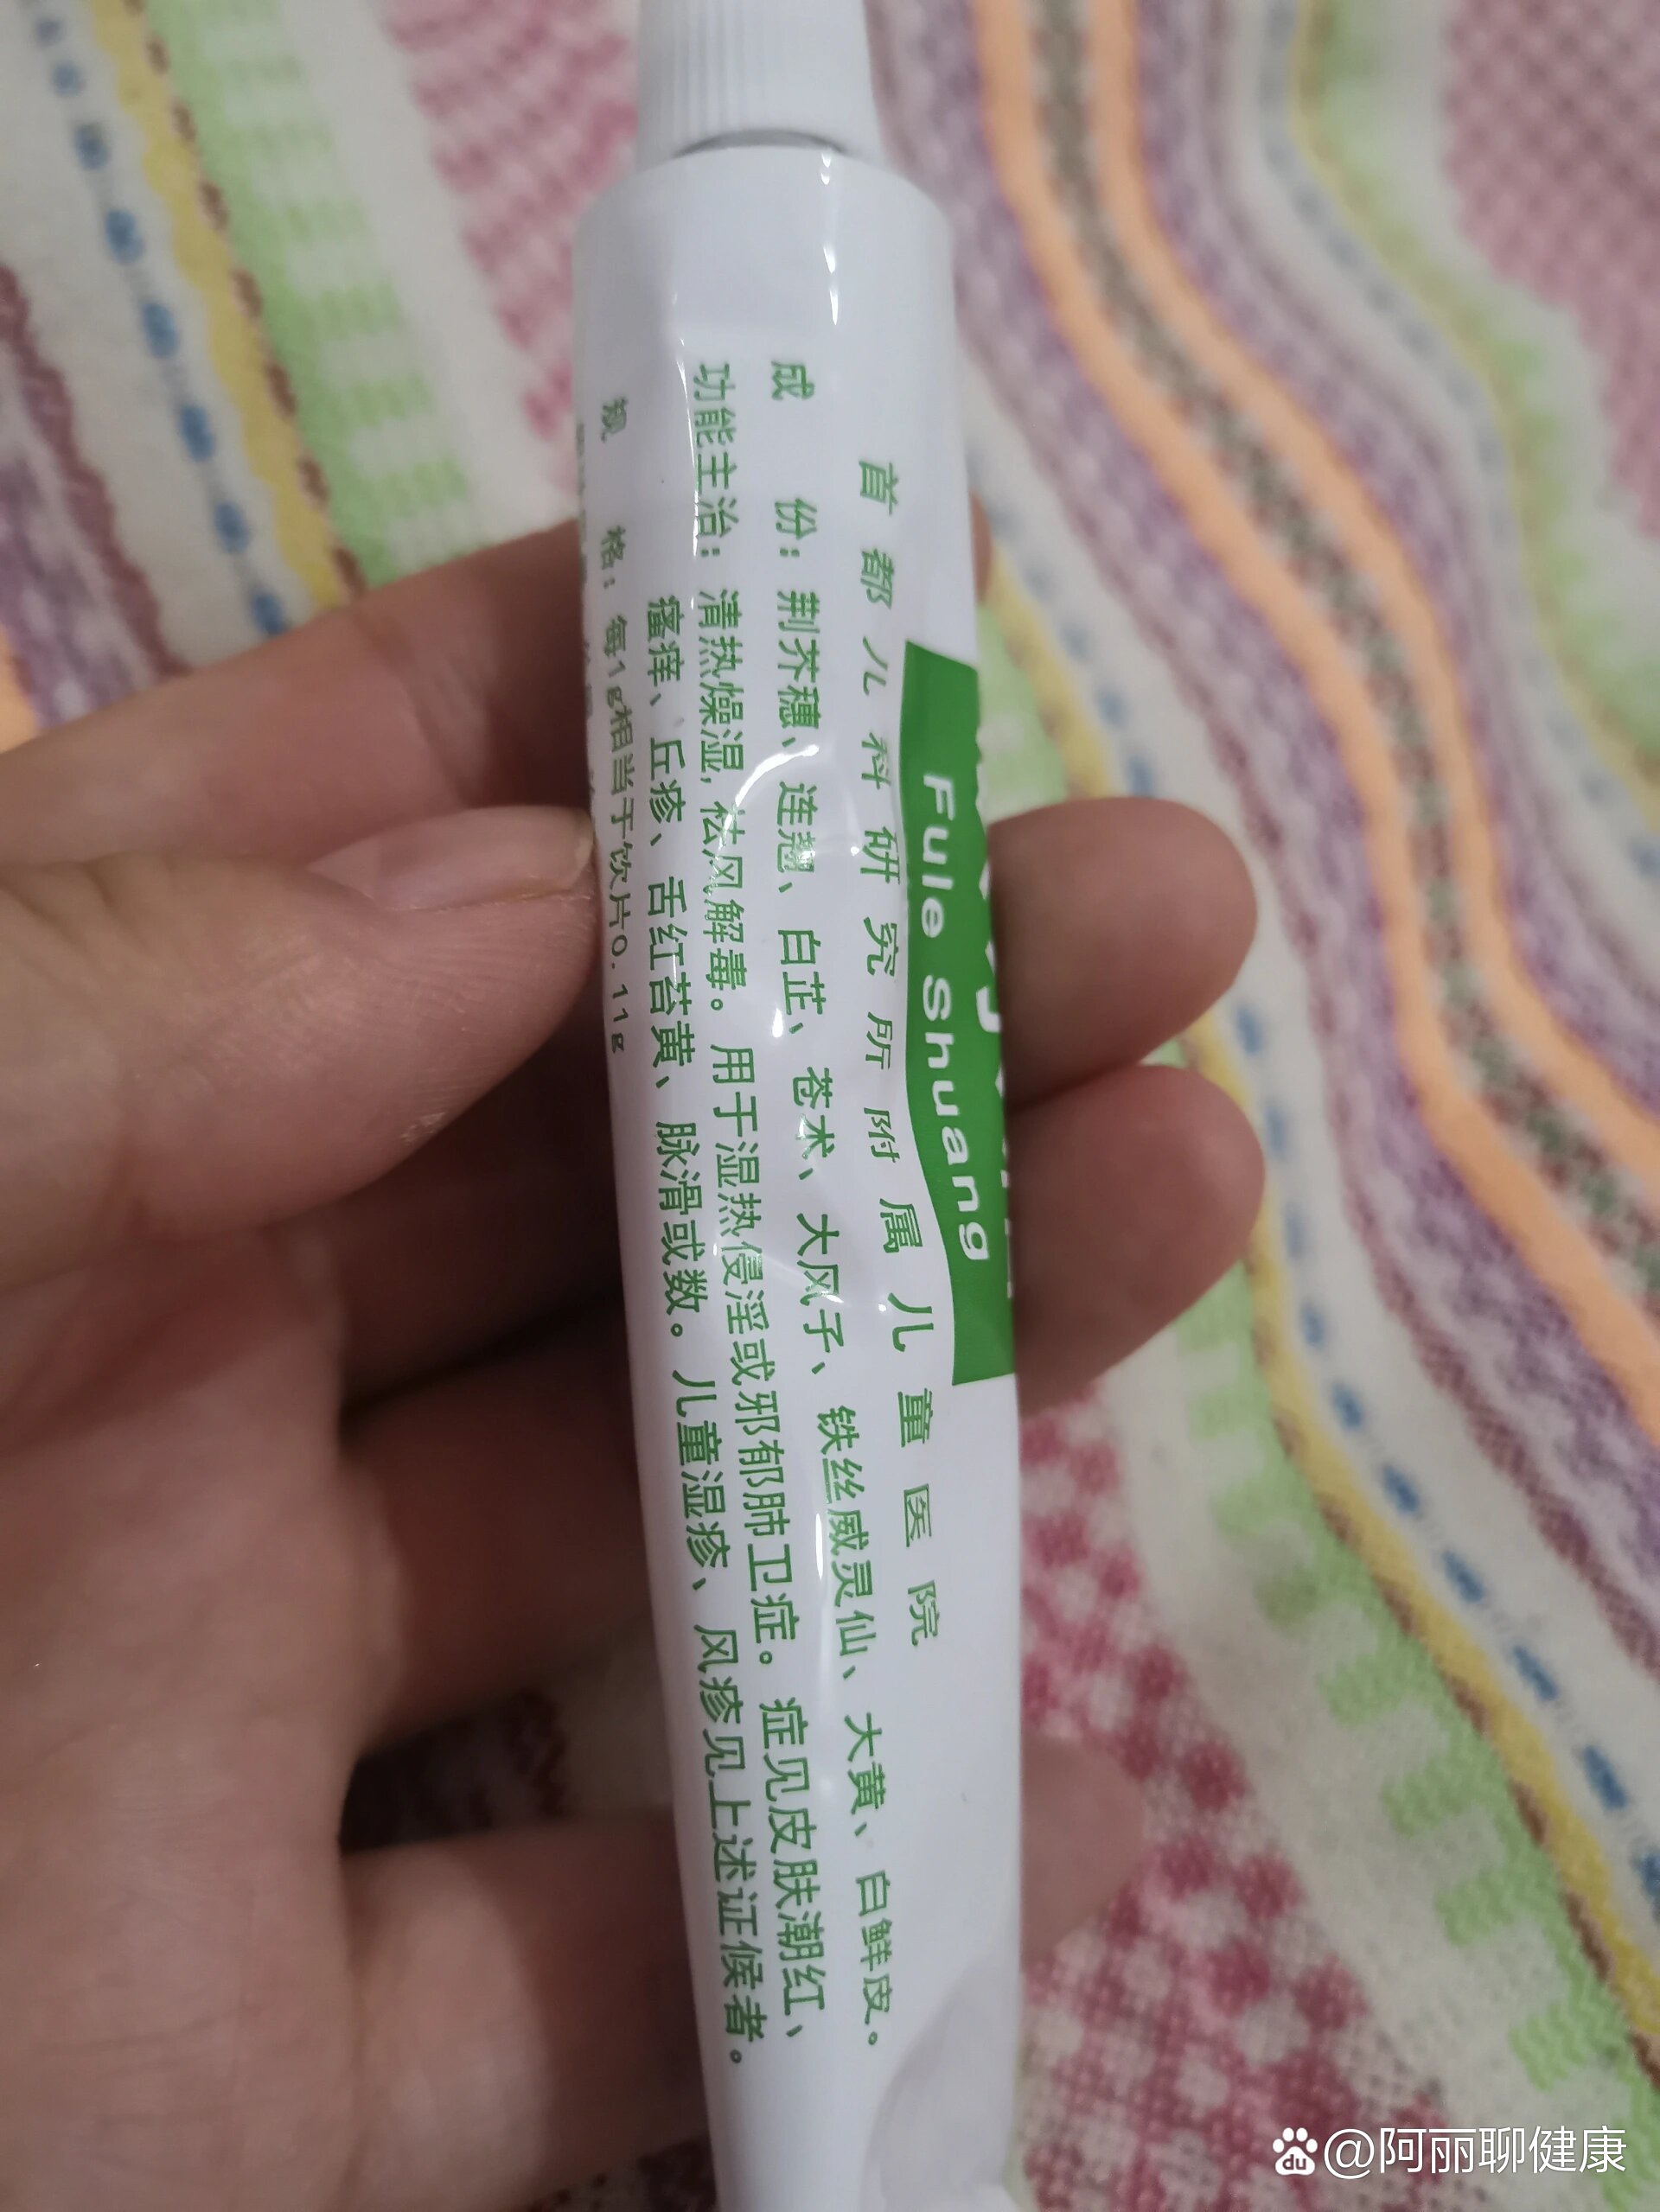 Fule Shuang
首都儿科研究所附属儿童医院
成 份：荆芥穗、连翘、白芷、苍术、大风子、铁丝威灵仙、大黄、白鲜皮。
功能主治：清热燥湿,祛风解毒。用于湿热侵淫或邪郁肺卫症。症见皮肤潮红、
瘙痒、丘疹、舌红苔黄、脉滑或数。儿童湿疹、风疹见上述证候者。
规 格：每1g相当于饮片0.11g
@阿丽聊健康